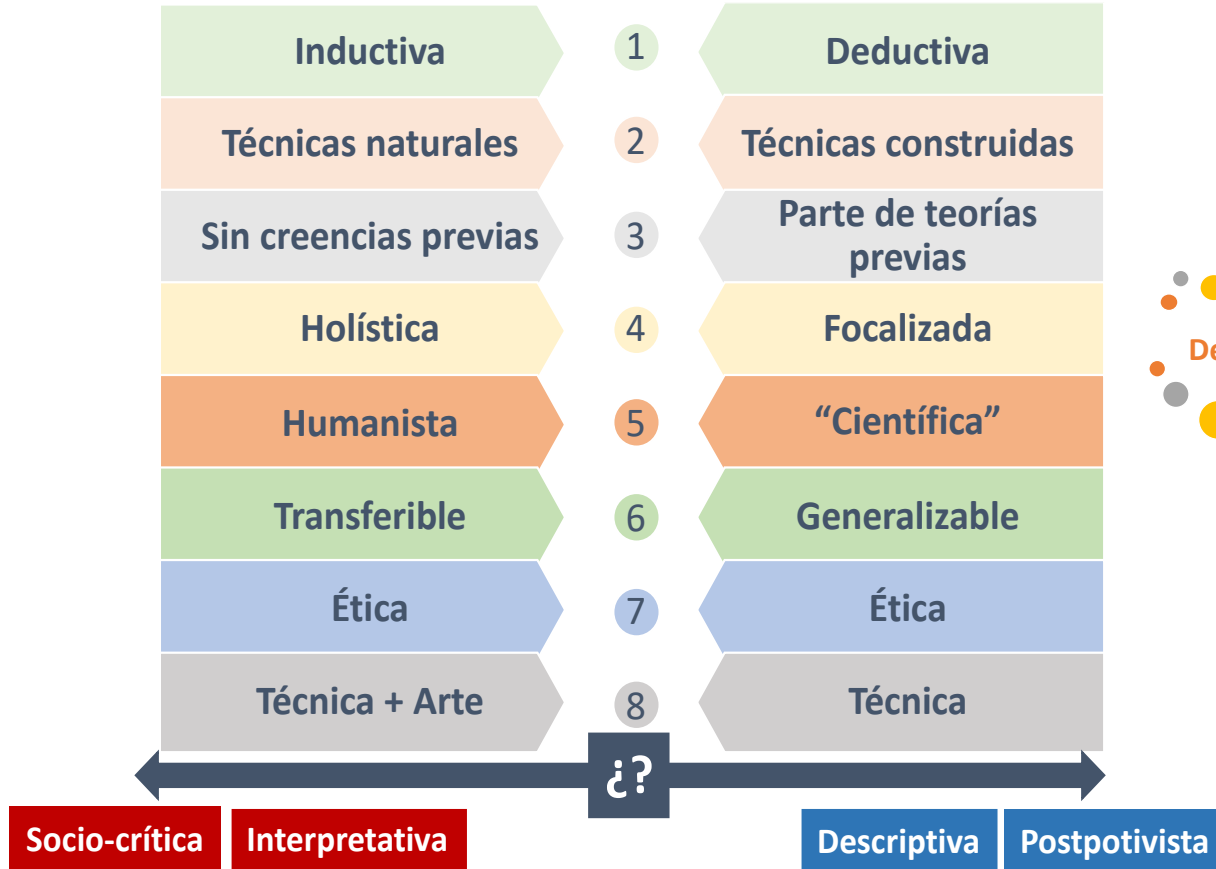 Inductiva
1
Deductiva
Técnicas naturales
2
Técnicas construidas
Sin creencias previas
3
Parte de teorías
previas
Holística
4
Focalizada
De
Humanista
5
“Científica”
Transferible
6
Generalizable
Ética
7
Ética
Técnica + Arte
8
Técnica
¿?
Socio-crítica
Interpretativa
Descriptiva
Postpotivista